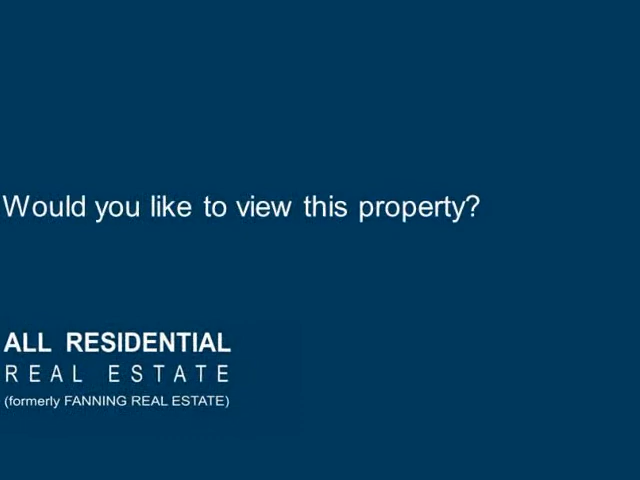 Would you like to view this property?
ALL RESIDENTIAL
REAL ESTATE
(formerly FANNING REAL ESTATE)